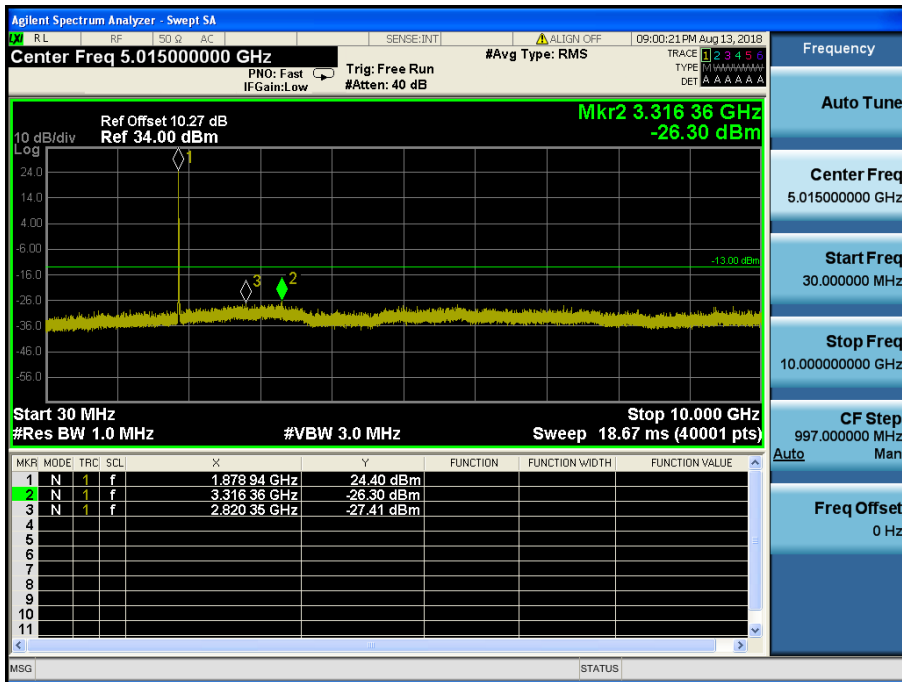 Agilent Spectrum Analyzer - Swept SA
LXI RL RF 50 Ω AC SENSE:INT ALIGN OFF 09:00:21 PM Aug 13, 2018
Center Freq 5.015000000 GHz
PNO: Fast
IFGain:Low
Trig: Free Run
#Atten: 40 dB
#Avg Type: RMS
TRACE 1 2 3 4 5 6
TYPE M WWWWW
DET A A A A A A
Mkr2 3.316 36 GHz
-26.30 dBm
Ref Offset 10.27 dB
10 dB/div Ref 34.00 dBm
Log
1
24.0
14.0
4.00
-6.00
-13.00 dBm
-16.0
3 2
-26.0
-36.0
-46.0
-56.0
Start 30 MHz Stop 10.000 GHz
#Res BW 1.0 MHz #VBW 3.0 MHz Sweep 18.67 ms (40001 pts)
MKR MODE TRC SCL X Y FUNCTION FUNCTION WIDTH FUNCTION VALUE
1 N 1 f 1.878 94 GHz 24.40 dBm
2 N 1 f 3.316 36 GHz -26.30 dBm
3 N 1 f 2.820 35 GHz -27.41 dBm
4
5
6
7
8
9
10
11
MSG STATUS
Frequency
Auto Tune
Center Freq
5.015000000 GHz
Start Freq
30.000000 MHz
Stop Freq
10.000000000 GHz
CF Step
997.000000 MHz
Auto Man
Freq Offset
0 Hz